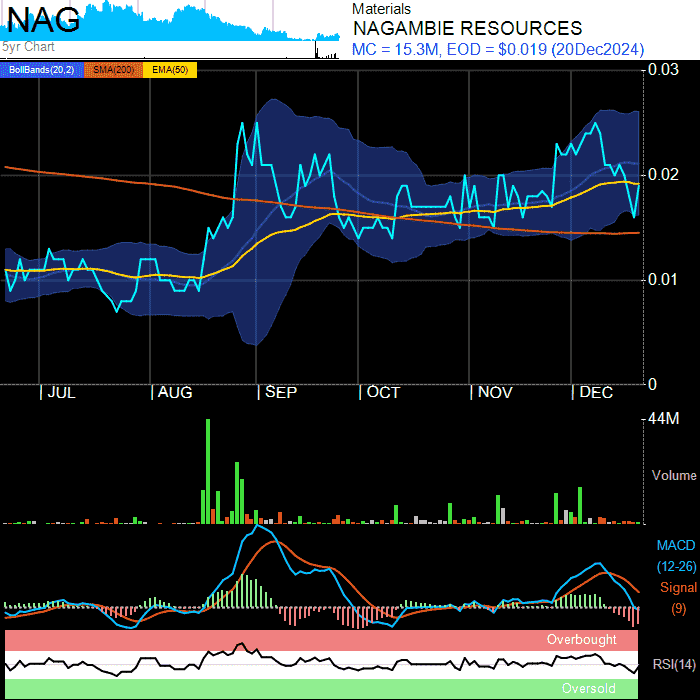 NAG
5yr Chart
Materials
NAGAMBIE RESOURCES
MC = 15.3M, EOD = $0.019 (20Dec2024)
BollBands(20,2) SMA(200) EMA(50)
0.03
0.02
0.01
0
JUL AUG SEP OCT NOV DEC
44M
Volume
MACD
(12-26)
Signal
(9)
Overbought
RSI(14)
Oversold